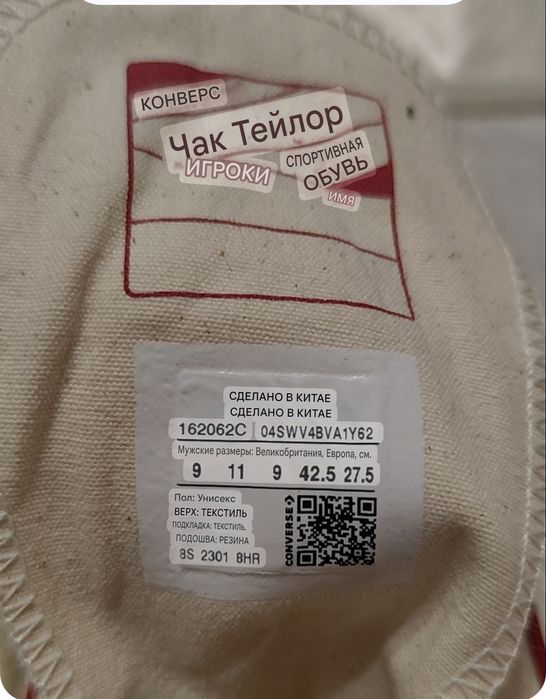 КОНВЕРС
Чак Тейлор
ИГРОКИ
СПОРТИВНАЯ
ОБУВЬ
ИМЯ
СДЕЛАНО В КИТАЕ
СДЕЛАНО В КИТАЕ
162062C 04SWV4BVA1Y62
Мужские размеры: Великобритания, Европа, см.
9 11 9 42.5 27.5
Пол: Унисекс
ВЕРХ: ТЕКСТИЛЬ
ПОДКЛАДКА: ТЕКСТИЛЬ,
ПОДОШВА: РЕЗИНА
8S 2301 8HR
CONVERSE